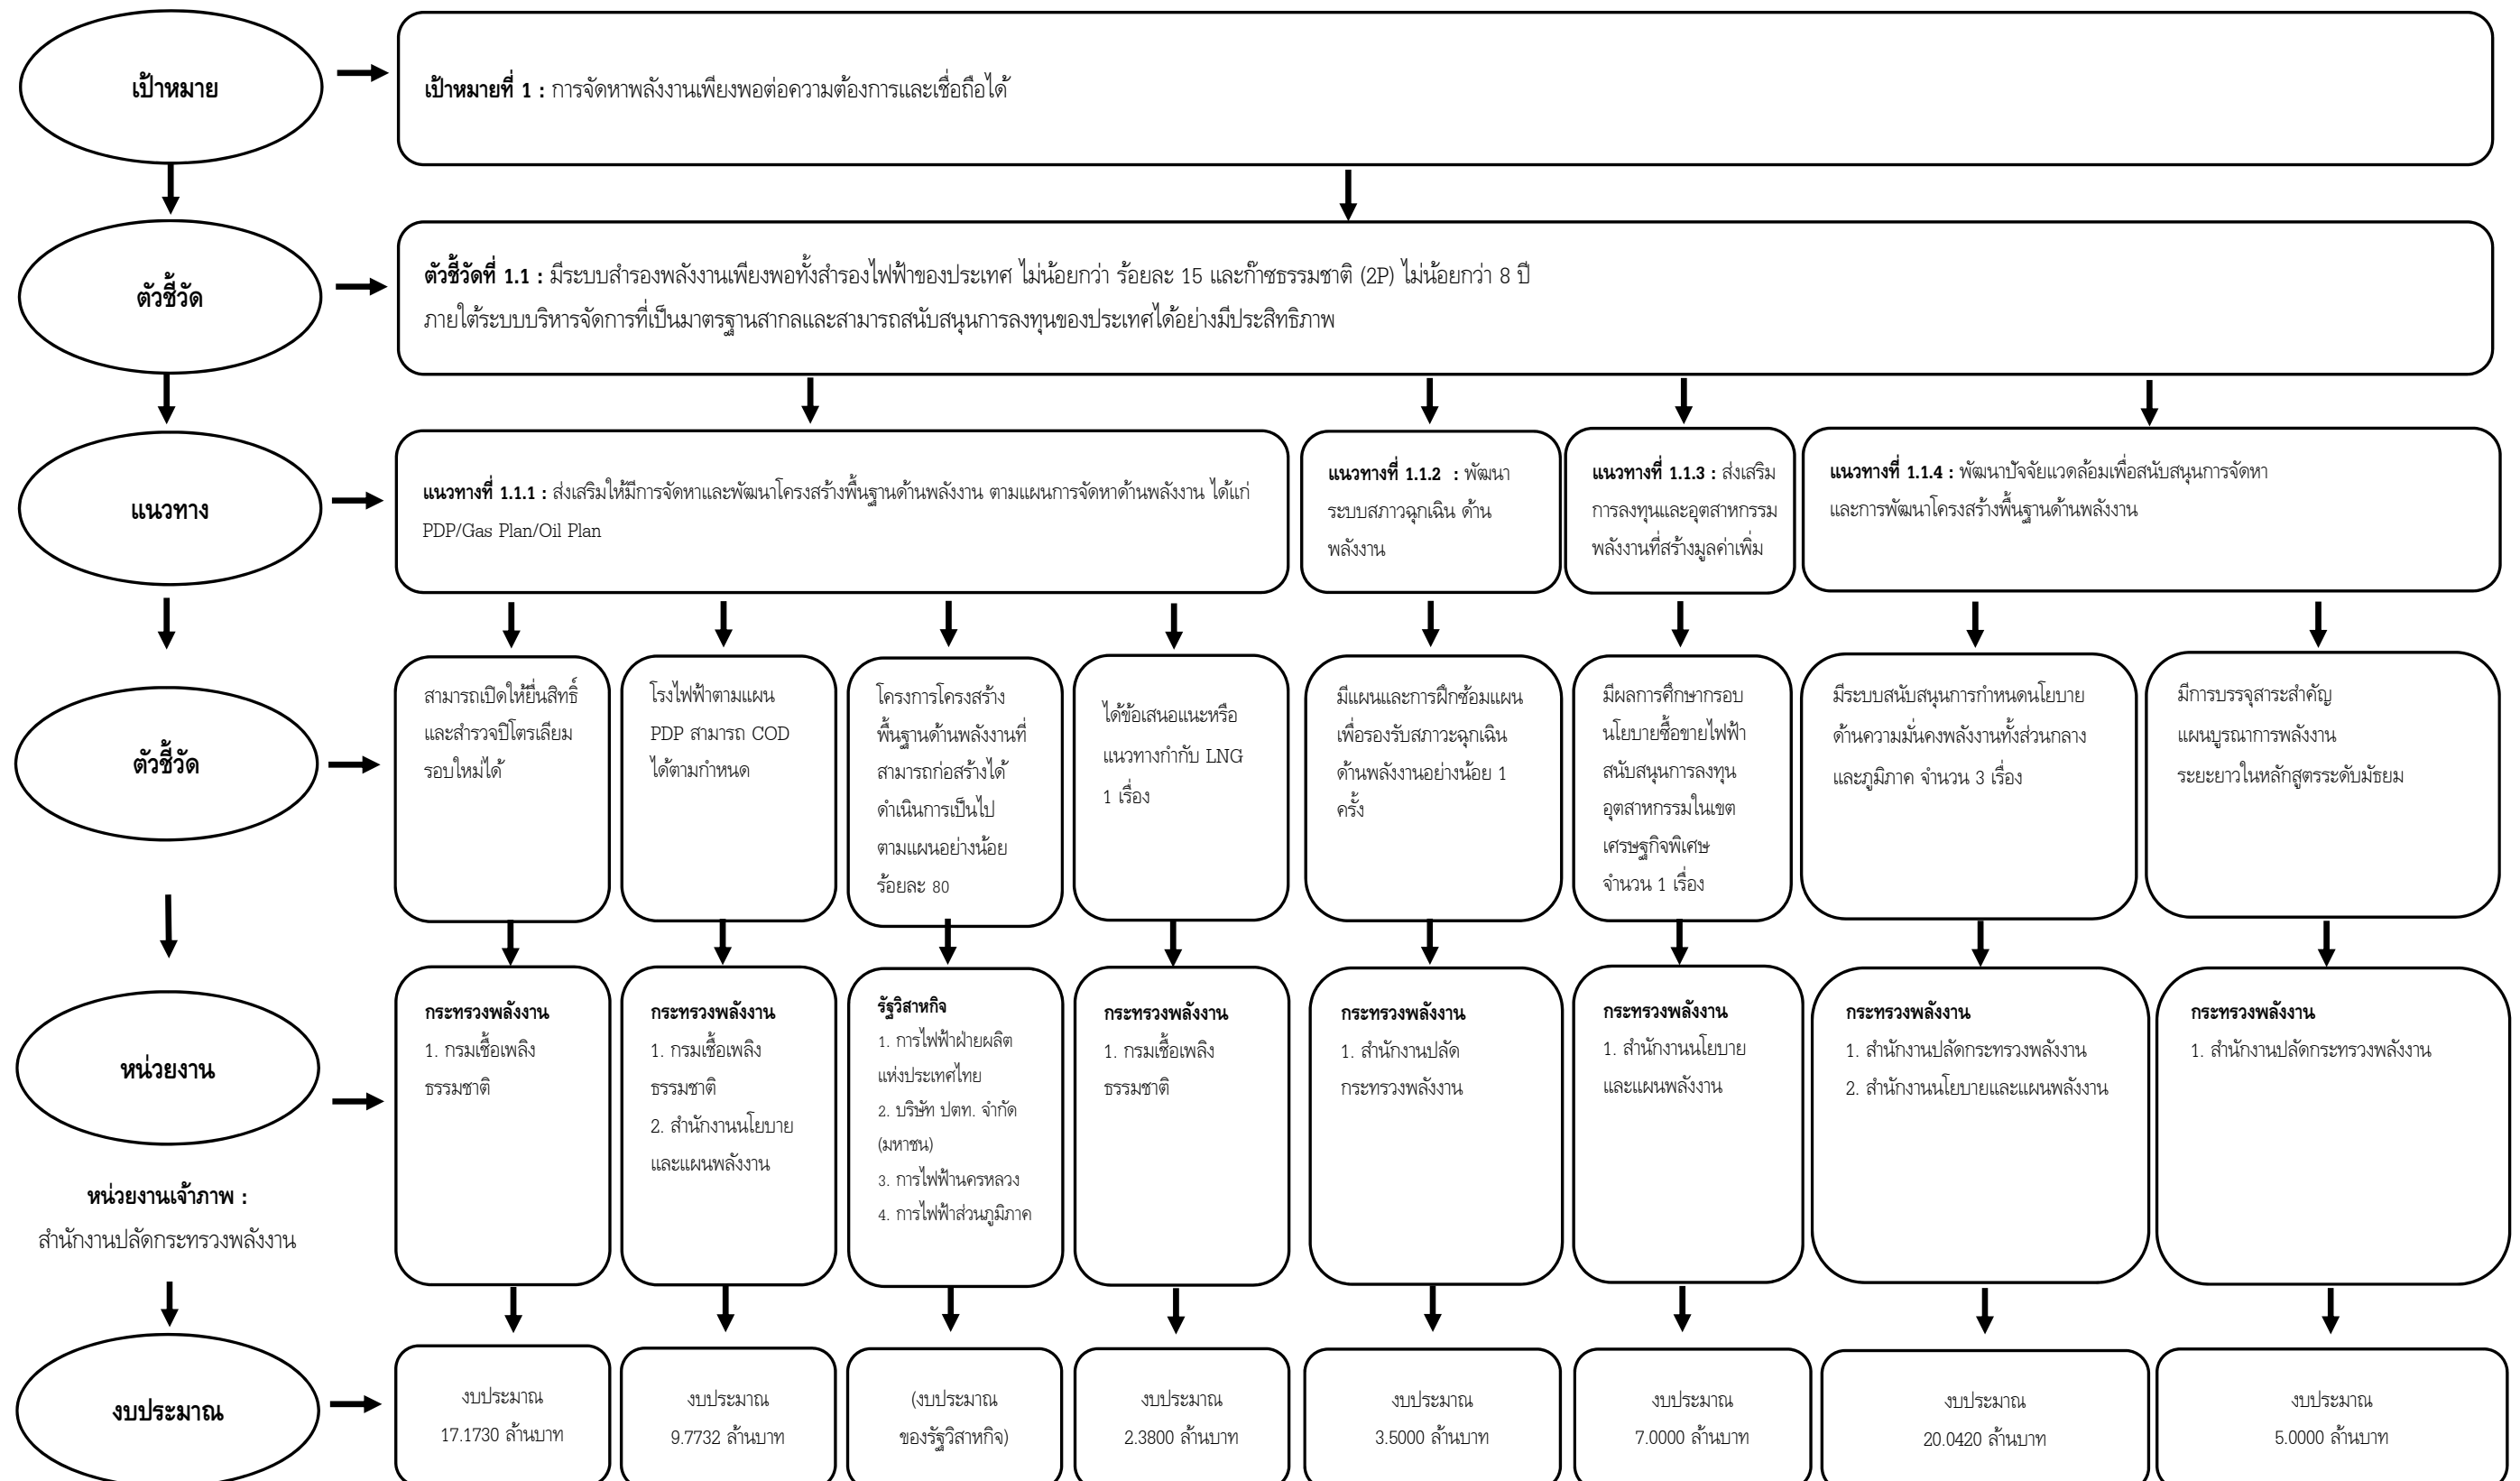 เป้าหมาย
เป้าหมายที่ 1 : การจัดหาพลังงานเพียงพอต่อความต้องการและเชื่อถือได้
ตัวชี้วัด
ตัวชี้วัดที่ 1.1 : มีระบบสำรองพลังงานเพียงพอทั้งสำรองไฟฟ้าของประเทศ ไม่น้อยกว่า ร้อยละ 15 และก๊าซธรรมชาติ (2P) ไม่น้อยกว่า 8 ปี
ภายใต้ระบบบริหารจัดการที่เป็นมาตรฐานสากลและสามารถสนับสนุนการลงทุนของประเทศได้อย่างมีประสิทธิภาพ
แนวทาง
แนวทางที่ 1.1.1 : ส่งเสริมให้มีการจัดหาและพัฒนาโครงสร้างพื้นฐานด้านพลังงาน ตามแผนการจัดหาด้านพลังงาน ได้แก่
PDP/Gas Plan/Oil Plan
แนวทางที่ 1.1.2 : พัฒนา
ระบบสภาวฉุกเฉิน ด้าน
พลังงาน
แนวทางที่ 1.1.3 : ส่งเสริม
การลงทุนและอุตสาหกรรม
พลังงานที่สร้างมูลค่าเพิ่ม
แนวทางที่ 1.1.4 : พัฒนาปัจจัยแวดล้อมเพื่อสนับสนุนการจัดหา
และการพัฒนาโครงสร้างพื้นฐานด้านพลังงาน
ตัวชี้วัด
สามารถเปิดให้ยื่นสิทธิ์
และสำรวจปิโตรเลียม
รอบใหม่ได้
โรงไฟฟ้าตามแผน
PDP สามารถ COD
ได้ตามกำหนด
โครงการโครงสร้าง
พื้นฐานด้านพลังงานที่
สามารถก่อสร้างได้
ดำเนินการเป็นไป
ตามแผนอย่างน้อย
ร้อยละ 80
ได้ข้อเสนอแนะหรือ
แนวทางกำกับ LNG
1 เรื่อง
มีแผนและการฝึกซ้อมแผน
เพื่อรองรับสภาวะฉุกเฉิน
ด้านพลังงานอย่างน้อย 1
ครั้ง
มีผลการศึกษากรอบ
นโยบายซื้อขายไฟฟ้า
สนับสนุนการลงทุน
อุตสาหกรรมในเขต
เศรษฐกิจพิเศษ
จำนวน 1 เรื่อง
มีระบบสนับสนุนการกำหนดนโยบาย
ด้านความมั่นคงพลังงานทั้งส่วนกลาง
และภูมิภาค จำนวน 3 เรื่อง
มีการบรรจุสาระสำคัญ
แผนบูรณาการพลังงาน
ระยะยาวในหลักสูตรระดับมัธยม
หน่วยงาน
หน่วยงานเจ้าภาพ :
สำนักงานปลัดกระทรวงพลังงาน
กระทรวงพลังงาน
1. กรมเชื้อเพลิง
ธรรมชาติ
กระทรวงพลังงาน
1. กรมเชื้อเพลิง
ธรรมชาติ
2. สำนักงานนโยบาย
และแผนพลังงาน
รัฐวิสาหกิจ
1. การไฟฟ้าฝ่ายผลิต
แห่งประเทศไทย
2. บริษัท ปตท. จำกัด
(มหาชน)
3. การไฟฟ้านครหลวง
4. การไฟฟ้าส่วนภูมิภาค
กระทรวงพลังงาน
1. กรมเชื้อเพลิง
ธรรมชาติ
กระทรวงพลังงาน
1. สำนักงานปลัด
กระทรวงพลังงาน
กระทรวงพลังงาน
1. สำนักงานนโยบาย
และแผนพลังงาน
กระทรวงพลังงาน
1. สำนักงานปลัดกระทรวงพลังงาน
2. สำนักงานนโยบายและแผนพลังงาน
กระทรวงพลังงาน
1. สำนักงานปลัดกระทรวงพลังงาน
งบประมาณ
งบประมาณ
17.1730 ล้านบาท
งบประมาณ
9.7732 ล้านบาท
(งบประมาณ
ของรัฐวิสาหกิจ)
งบประมาณ
2.3800 ล้านบาท
งบประมาณ
3.5000 ล้านบาท
งบประมาณ
7.0000 ล้านบาท
งบประมาณ
20.0420 ล้านบาท
งบประมาณ
5.0000 ล้านบาท